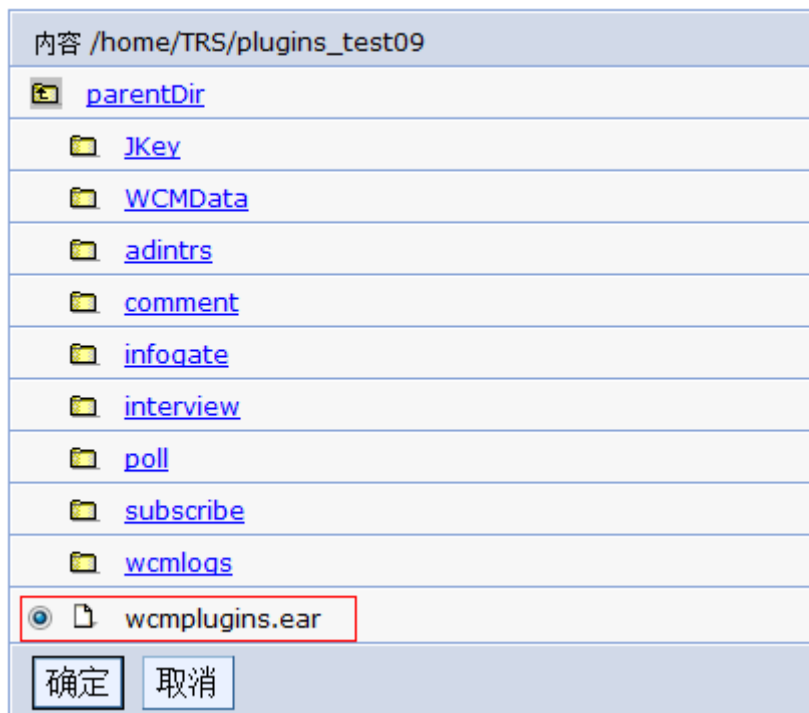 内容 /home/TRS/plugins_test09
parentDir
JKey
WCMData
adintrs
comment
infogate
interview
poll
subscribe
wcmlogs
wcmplugins.ear
确定 取消